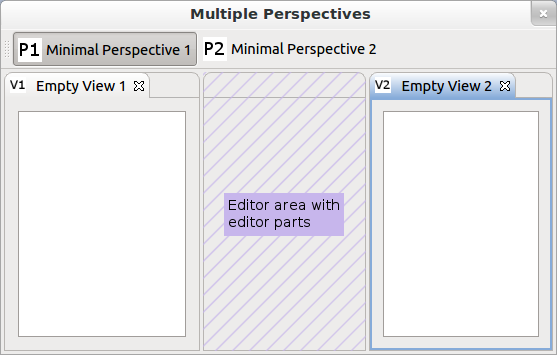 Multiple Perspectives
P1 Minimal Perspective 1 P2 Minimal Perspective 2
V1 Empty View 1
V2 Empty View 2
Editor area with
editor parts